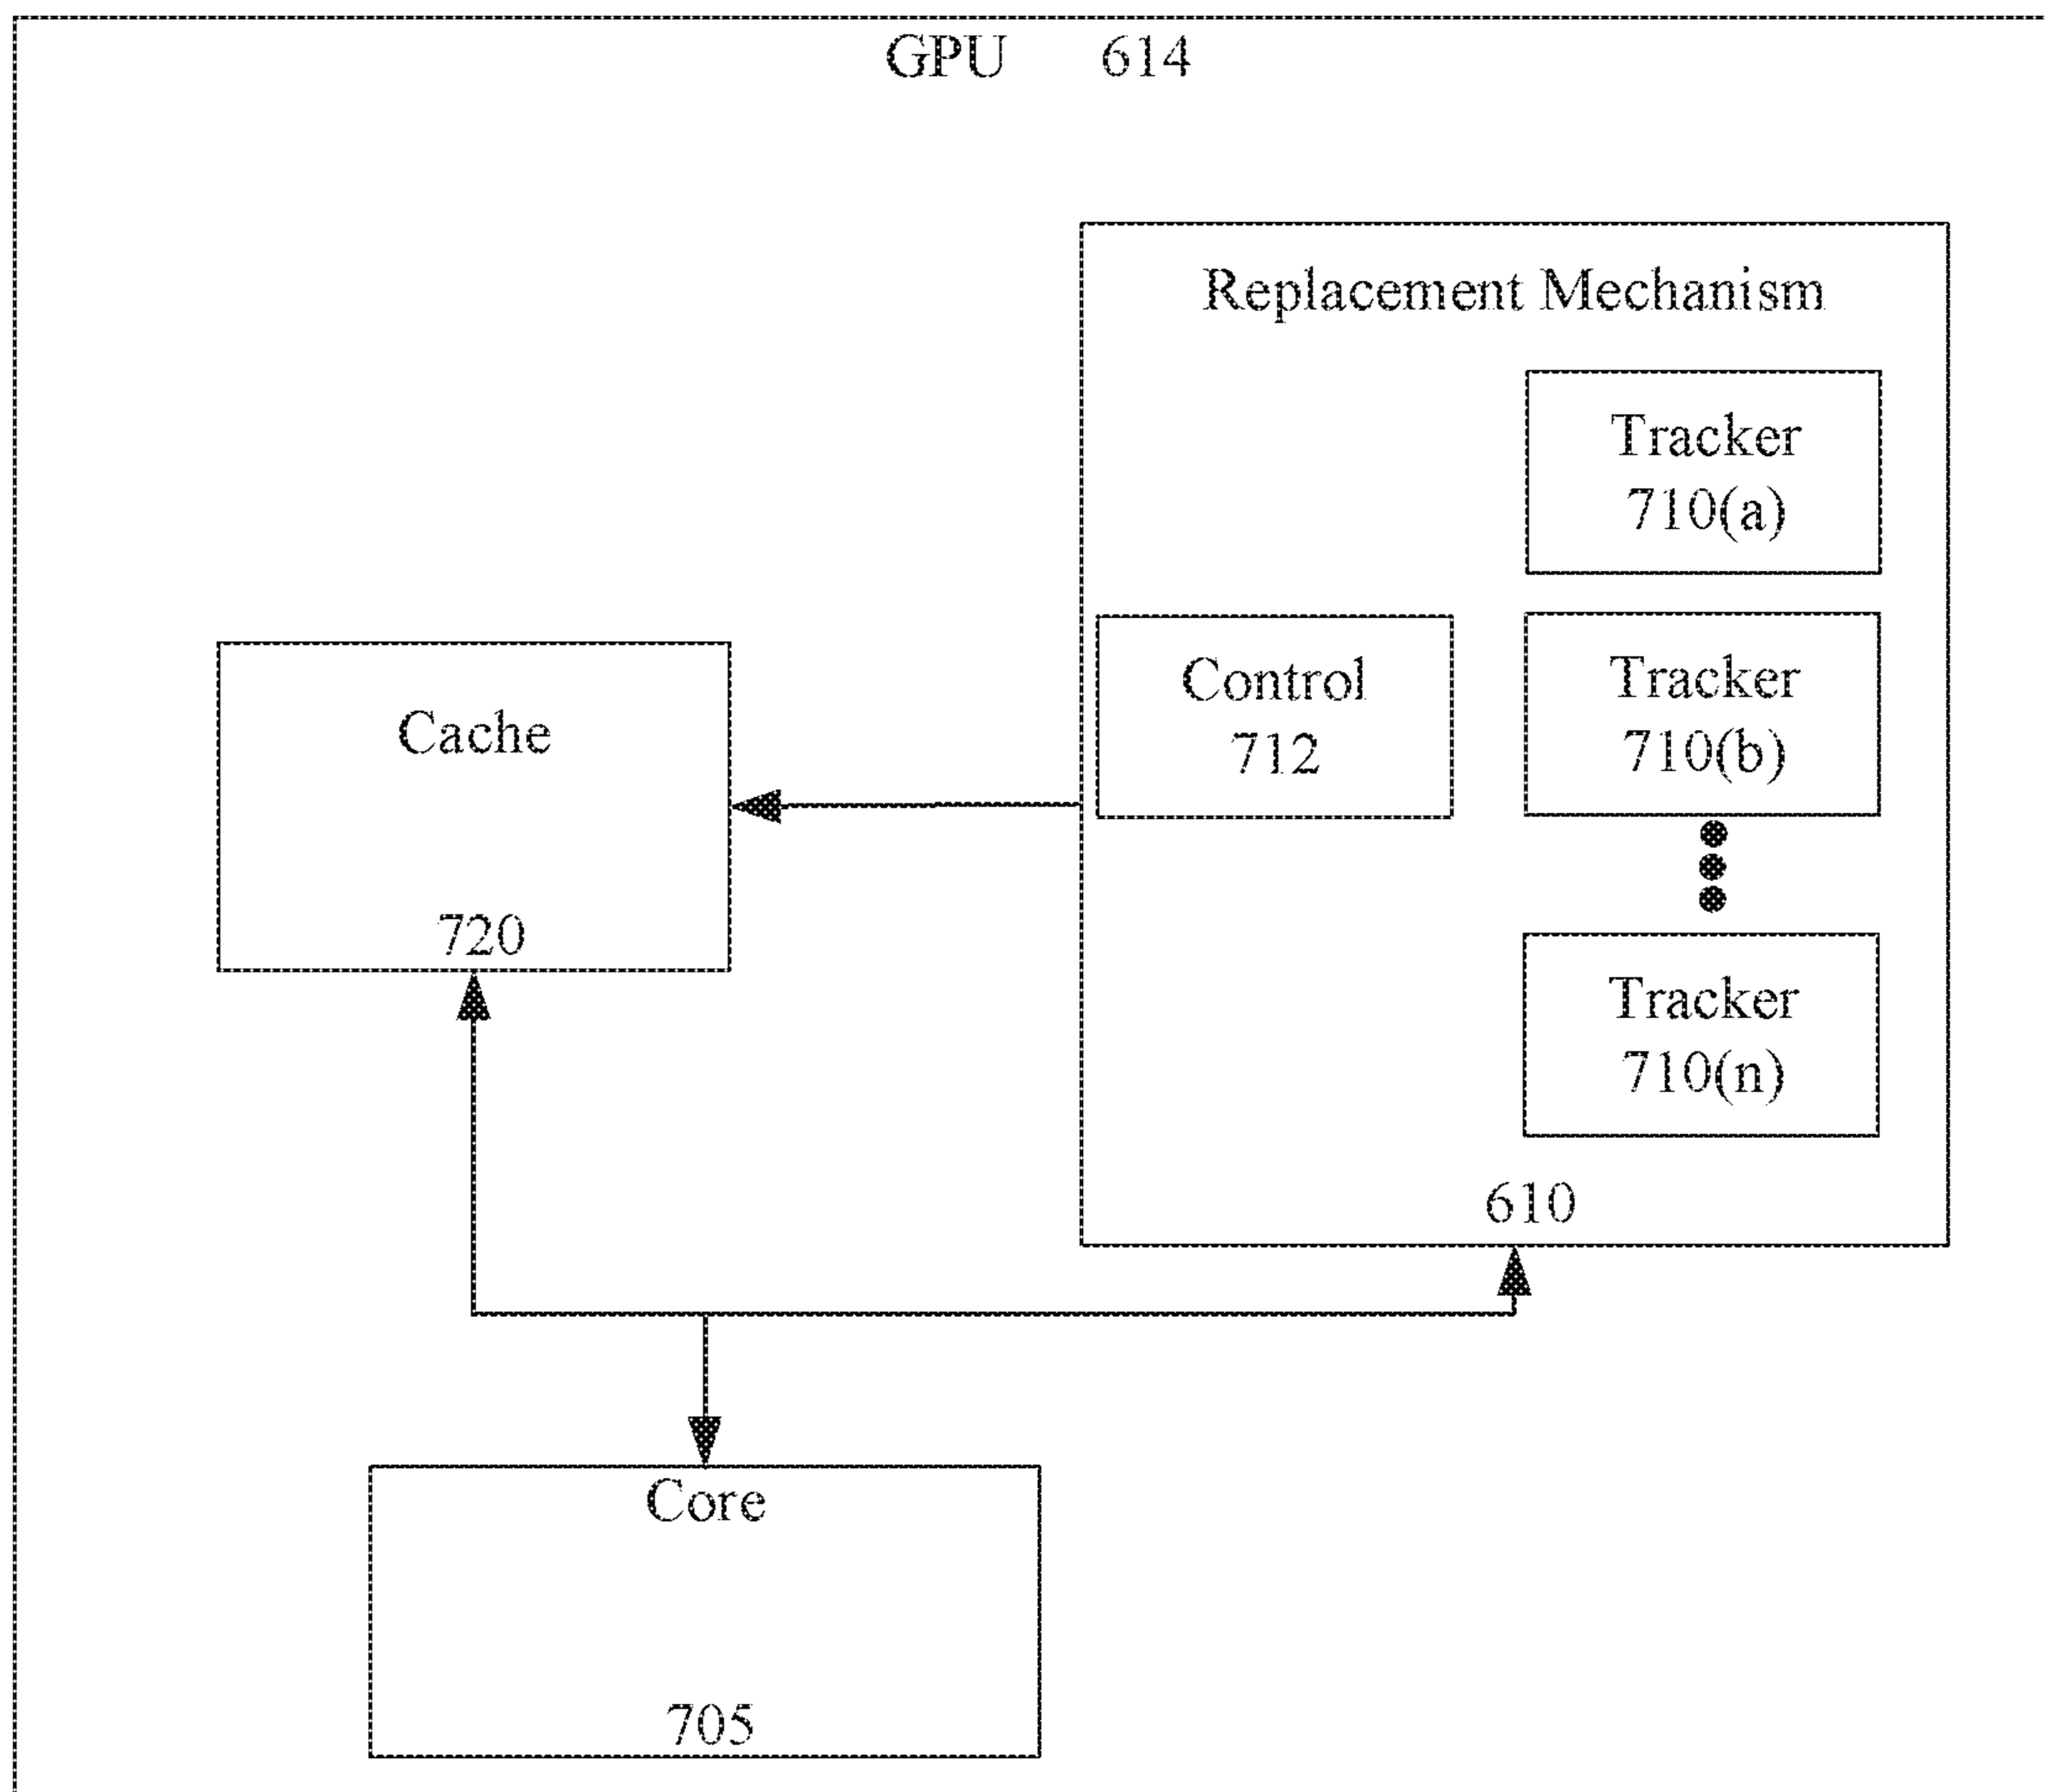 GPU 614
Replacement Mechanism
Tracker
710(a)
Control
712
Tracker
710(b)
Cache
720
Tracker
710(n)
610
Core
705